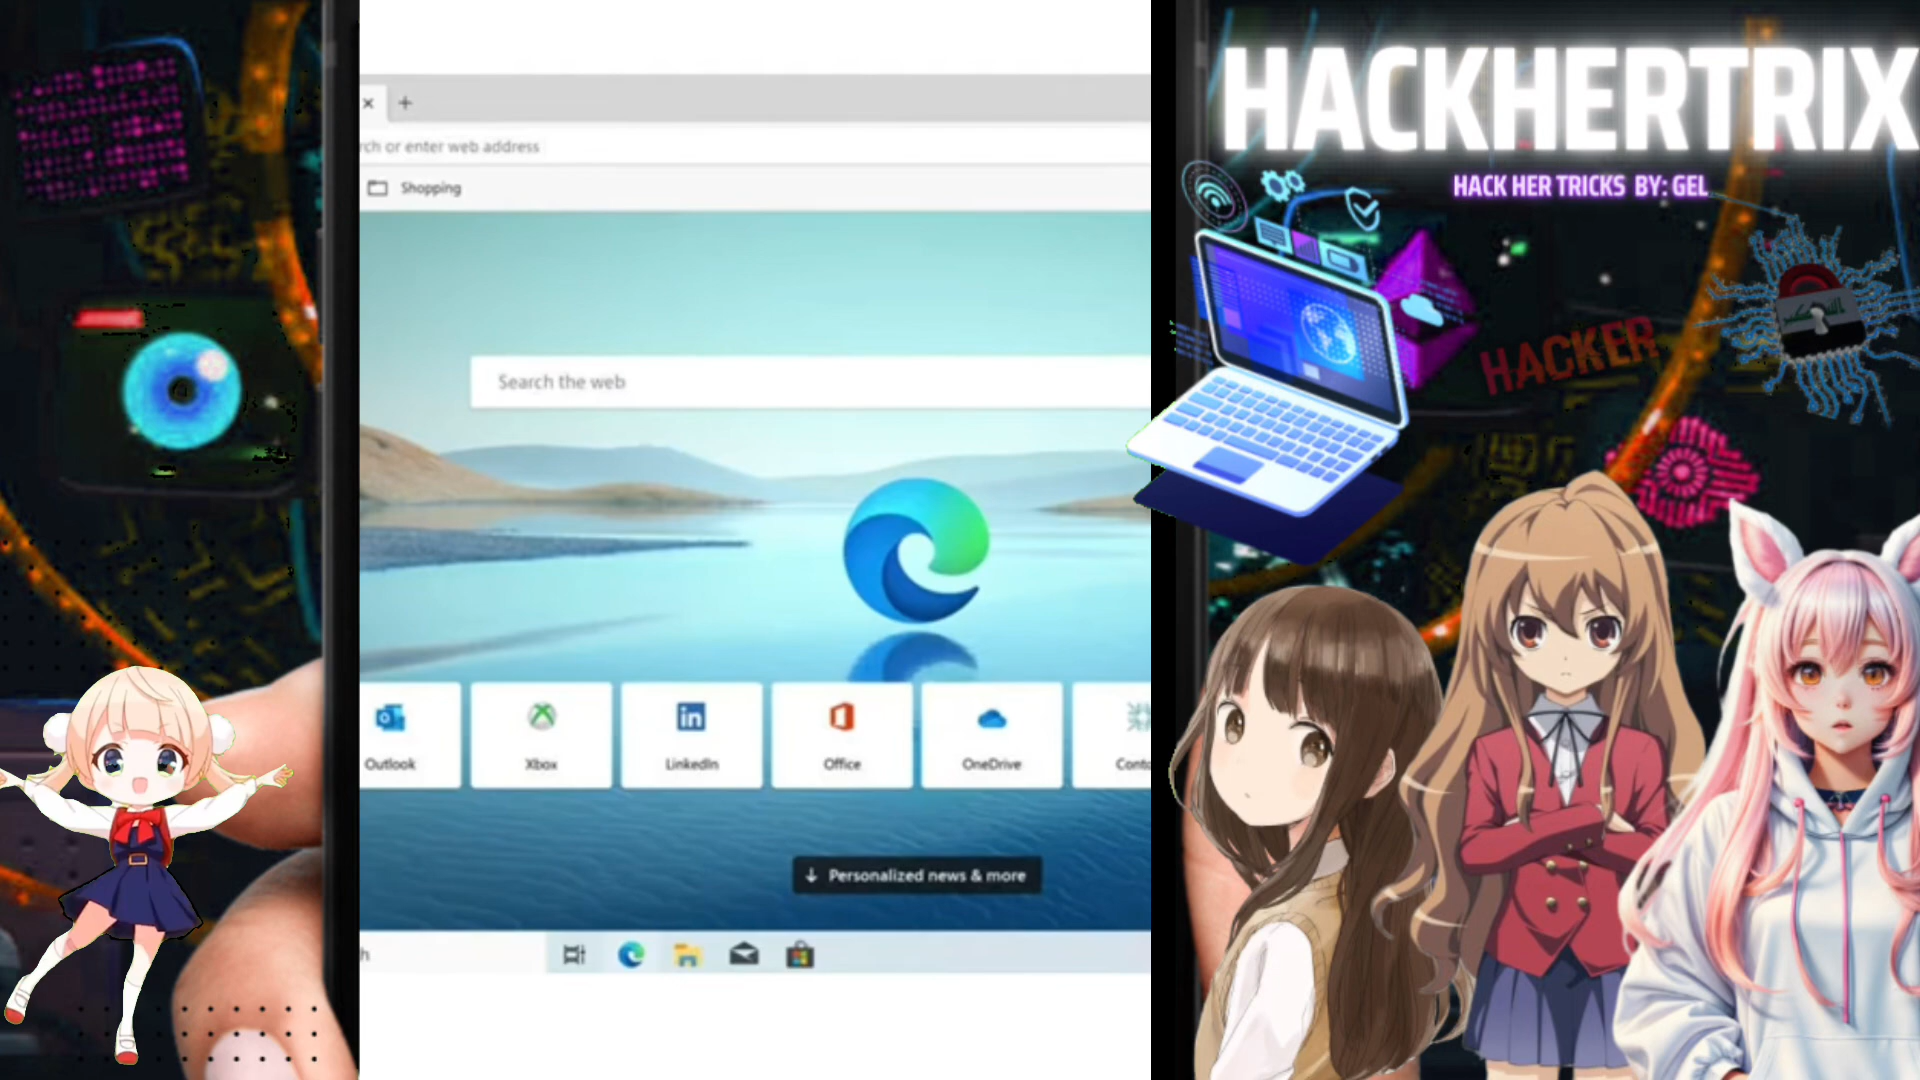 HACKHERTRIX
HACK HER TRICKS BY: GEL
HACKER
rch or enter web address
Shopping
Search the web
Outlook
Xbox
LinkedIn
Office
OneDrive
Personalized news & more
h